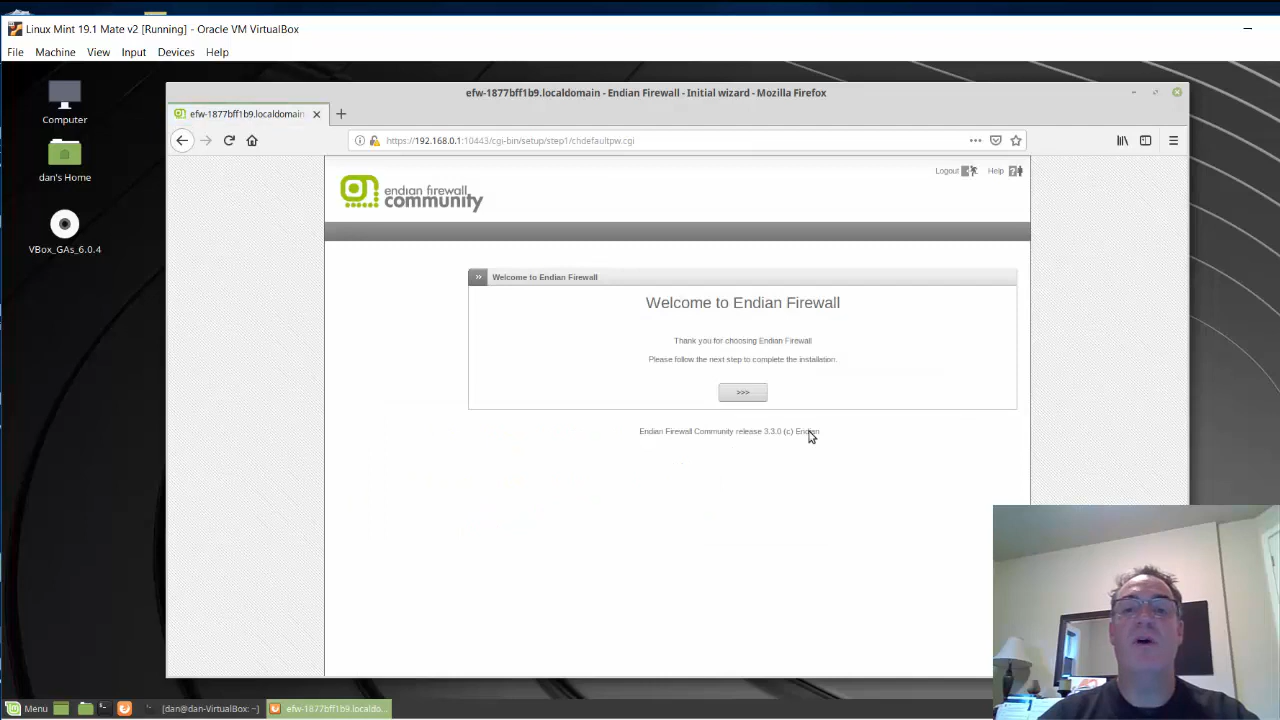 Linux Mint 19.1 Mate v2 [Running] - Oracle VM VirtualBox
File Machine View Input Devices Help
Computer
dan's Home
VBox_GAs_6.0.4
efw-1877bff1b9.localdomain - Endian Firewall - Initial wizard - Mozilla Firefox
efw-1877bff1b9.localdomain
https://192.168.0.1:10443/cgi-bin/setup/step1/chdefaultpw.cgi
endian firewall
community
Logout Help
>> Welcome to Endian Firewall
Welcome to Endian Firewall
Thank you for choosing Endian Firewall
Please follow the next step to complete the installation.
>>>
Endian Firewall Community release 3.3.0 (c) Endian
Menu [dan@dan-VirtualBox: ~] efw-1877bff1b9.localdo...